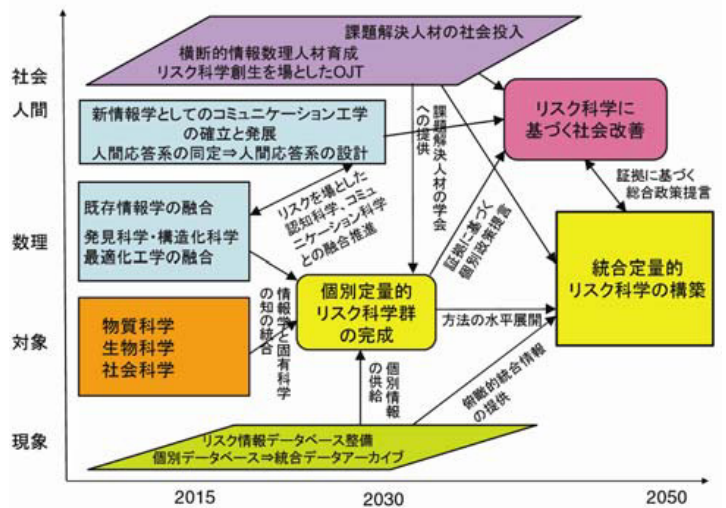 課題解決人材の社会投入
横断的情報数理人材育成
リスク科学創生を場としたOJT
社会
人間
新情報学としてのコミュニケーション工学
の確立と発展
人間応答系の同定⇒人間応答系の設計
課題解決人材の学会
への提供
リスク科学に
基づく社会改善
証拠に基づく
総合政策提言
数理
既存情報学の融合
発見科学・構造化科学
最適化工学の融合
リスクを場とした
認知科学、コミュ
ニケーション科学
との融合推進
証拠に基づく
個別政策提言
統合定量的
リスク科学の構築
個別定量的
リスク科学群
の完成
方法の水平展開
対象
物質科学
生物科学
社会科学
情報学と固有科学
の知の統合
個別情報
の供給
俯瞰的統合情報
の提供
現象
リスク情報データベース整備
個別データベース⇒統合データアーカイブ
2015
2030
2050